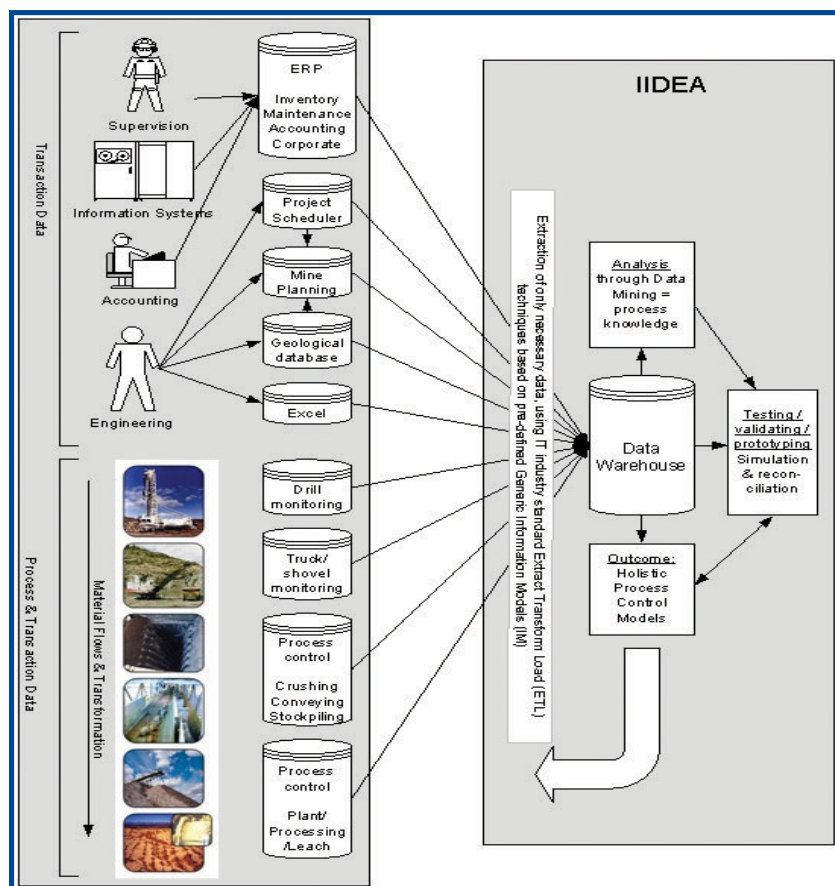 Transaction Data
Supervision
Information Systems
Accounting
Engineering
ERP
Inventory
Maintenance
Accounting
Corporate
Project
Scheduler
Mine
Planning
Geological
database
Excel
Process & Transaction Data
Material Flows & Transformation
Drill
monitoring
Truck/
shovel
monitoring
Process
control
Crushing
Conveying
Stockpiling
Process
control
Plant/
Processing
/Leach
IIDEA
Extraction of only necessary data, using IT industry standard Extract Transform Load (ETL)
techniques based on pre-defined Generic Information Models (IM)
Analysis
through Data
Mining =
process
knowledge
Data
Warehouse
Testing /
validating /
prototyping
Simulation
& recon-
ciliation
Outcome:
Holistic
Process
Control
Models